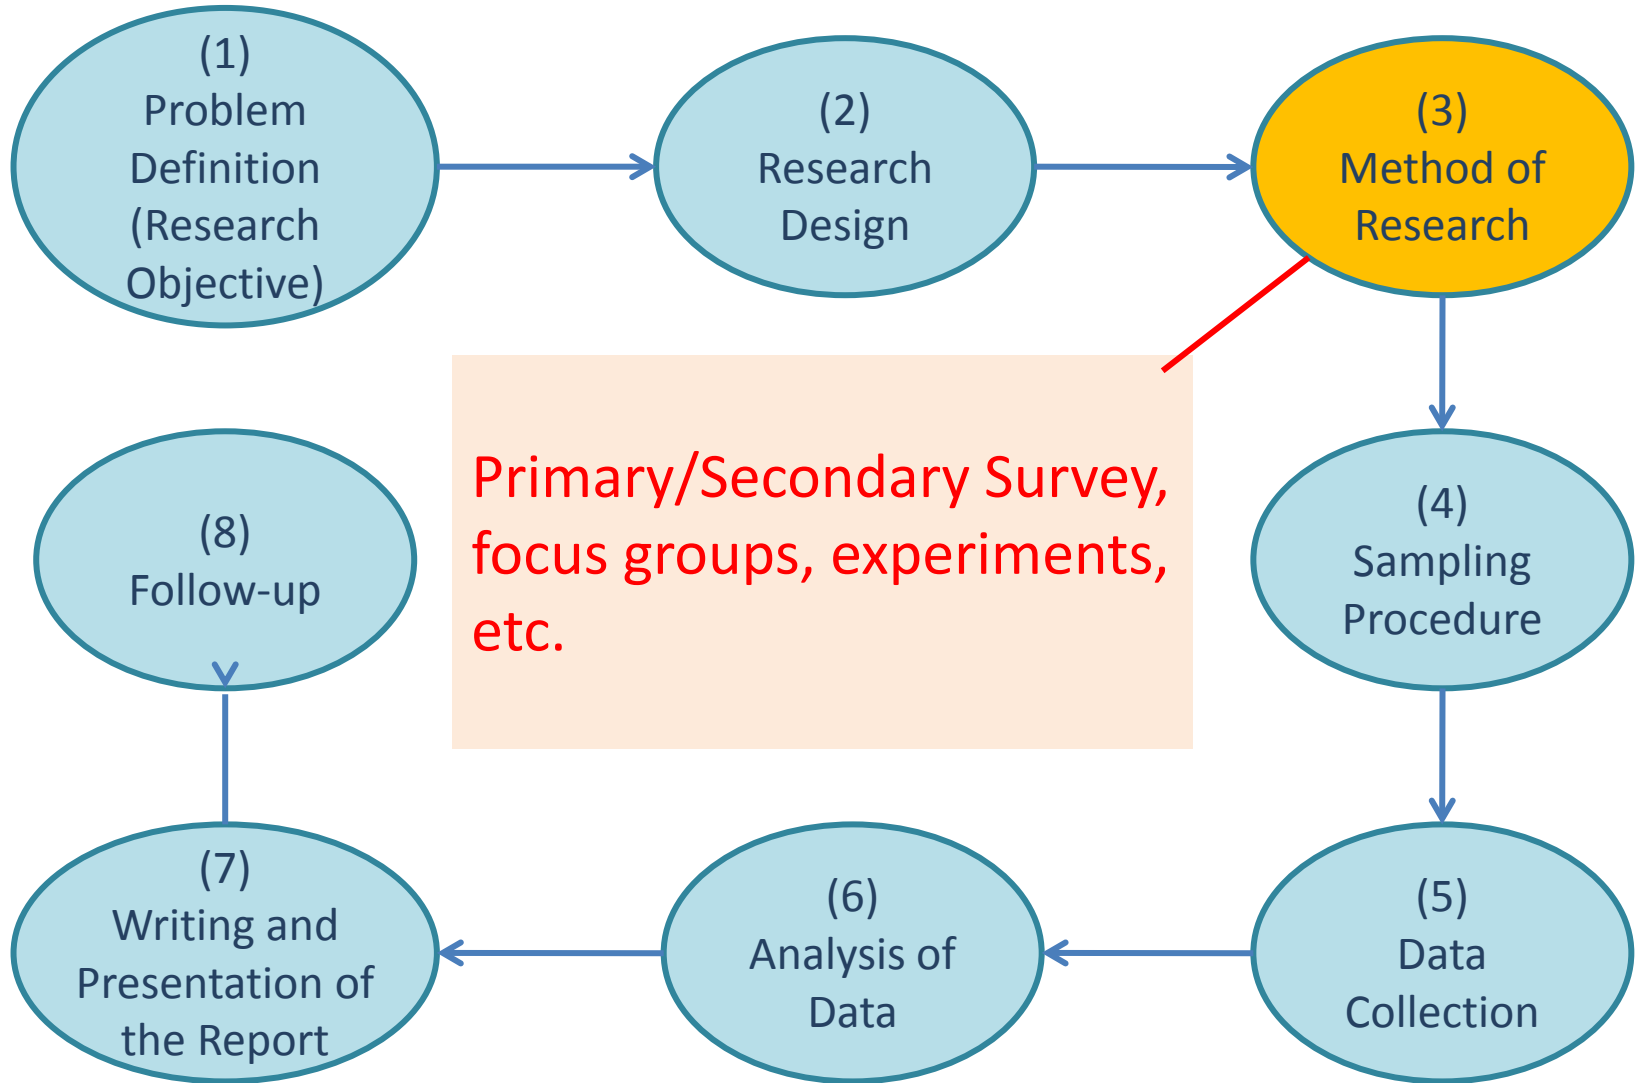 (1)
Problem
Definition
(Research
Objective)
(2)
Research
Design
(3)
Method of
Research
Primary/Secondary Survey,
focus groups, experiments,
etc.
(4)
Sampling
Procedure
(5)
Data
Collection
(6)
Analysis of
Data
(7)
Writing and
Presentation of
the Report
(8)
Follow-up